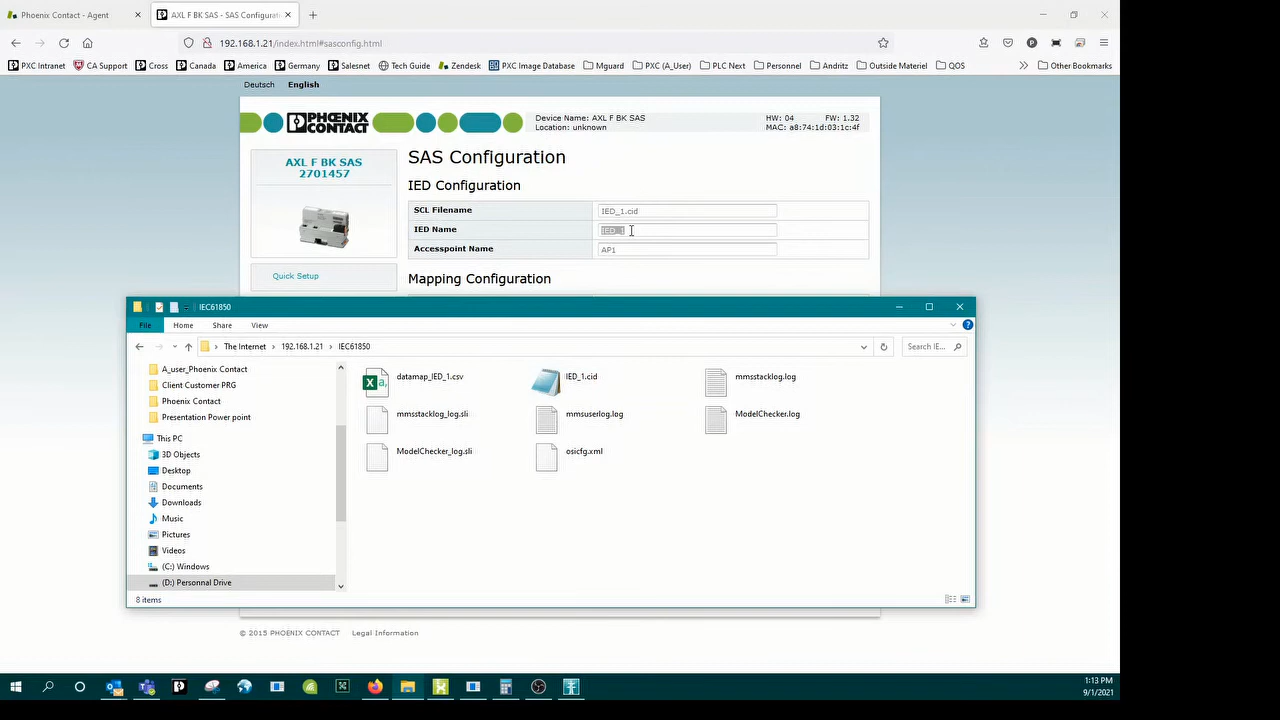 Phoenix Contact - Agent
AXL F BK SAS - SAS Configurati
192.168.1.21/index.html#sasconfig.html
PXC Intranet
CA Support
Cross
Canada
America
Germany
Salesnet
Tech Guide
Zendesk
PXC Image Database
Mguard
PXC (A_User)
PLC Next
Personnel
Andritz
Outside Materiel
QOS
Other Bookmarks
Deutsch
English
PHOENIX
CONTACT
Device Name: AXL F BK SAS
Location: unknown
HW: 04 FW: 1.32
MAC: a8:74:1d:03:1c:4f
AXL F BK SAS
2701457
Quick Setup
SAS Configuration
IED Configuration
SCL Filename
IED_1.cid
IED Name
IED_1
Accesspoint Name
AP1
Mapping Configuration
IEC61850
File
Home
Share
View
The Internet
192.168.1.21
IEC61850
Search IE...
A_user_Phoenix Contact
Client Customer PRG
Phoenix Contact
Presentation Power point
This PC
3D Objects
Desktop
Documents
Downloads
Music
Pictures
Videos
(C:) Windows
(D:) Personnal Drive
datamap_IED_1.csv
IED_1.cid
mmsstacklog.log
mmsstacklog_log.sli
mmsuserlog.log
ModelChecker.log
ModelChecker_log.sli
osicfg.xml
8 items
© 2015 PHOENIX CONTACT
Legal Information
1:13 PM
9/1/2021